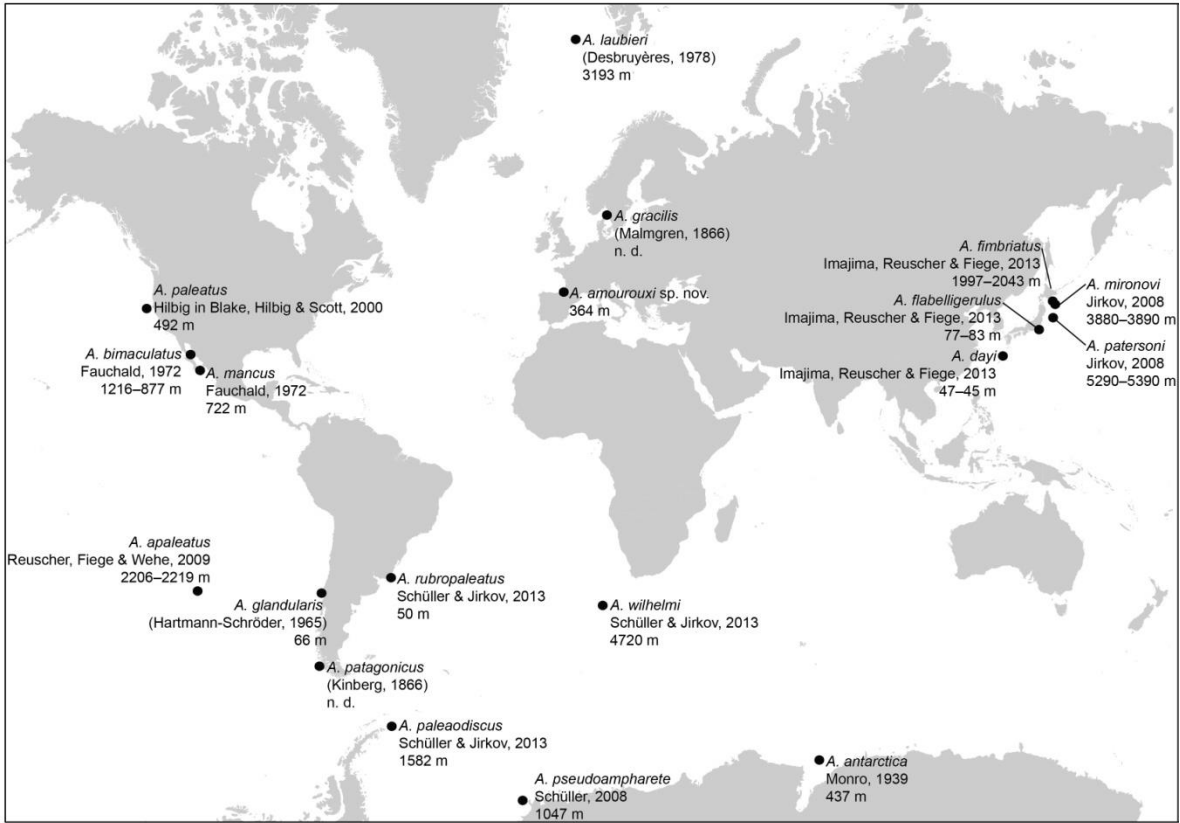 A. laubieri
(Desbruyères, 1978)
3193 m
A. gracilis
(Malmgren, 1866)
n. d.
A. fimbriatus
Imajima, Reuscher & Fiege, 2013
1997–2043 m
A. mironovi
Jirkov, 2008
3880–3890 m
A. paleatus
Hilbig in Blake, Hilbig & Scott, 2000
492 m
A. amourouxi sp. nov.
364 m
A. flabelligerulus
Imajima, Reuscher & Fiege, 2013
77–83 m
A. patersoni
Jirkov, 2008
5290–5390 m
A. bimaculatus
Fauchald, 1972
1216–877 m
A. mancus
Fauchald, 1972
722 m
A. dayi
Imajima, Reuscher & Fiege, 2013
47–45 m
A. apaleatus
Reuscher, Fiege & Wehe, 2009
2206–2219 m
A. glandularis
(Hartmann-Schröder, 1965)
66 m
A. rubropaleatus
Schüller & Jirkov, 2013
50 m
A. wilhelmi
Schüller & Jirkov, 2013
4720 m
A. patagonicus
(Kinberg, 1866)
n. d.
A. paleaodiscus
Schüller & Jirkov, 2013
1582 m
A. pseudoampharete
Schüller, 2008
1047 m
A. antarctica
Monro, 1939
437 m